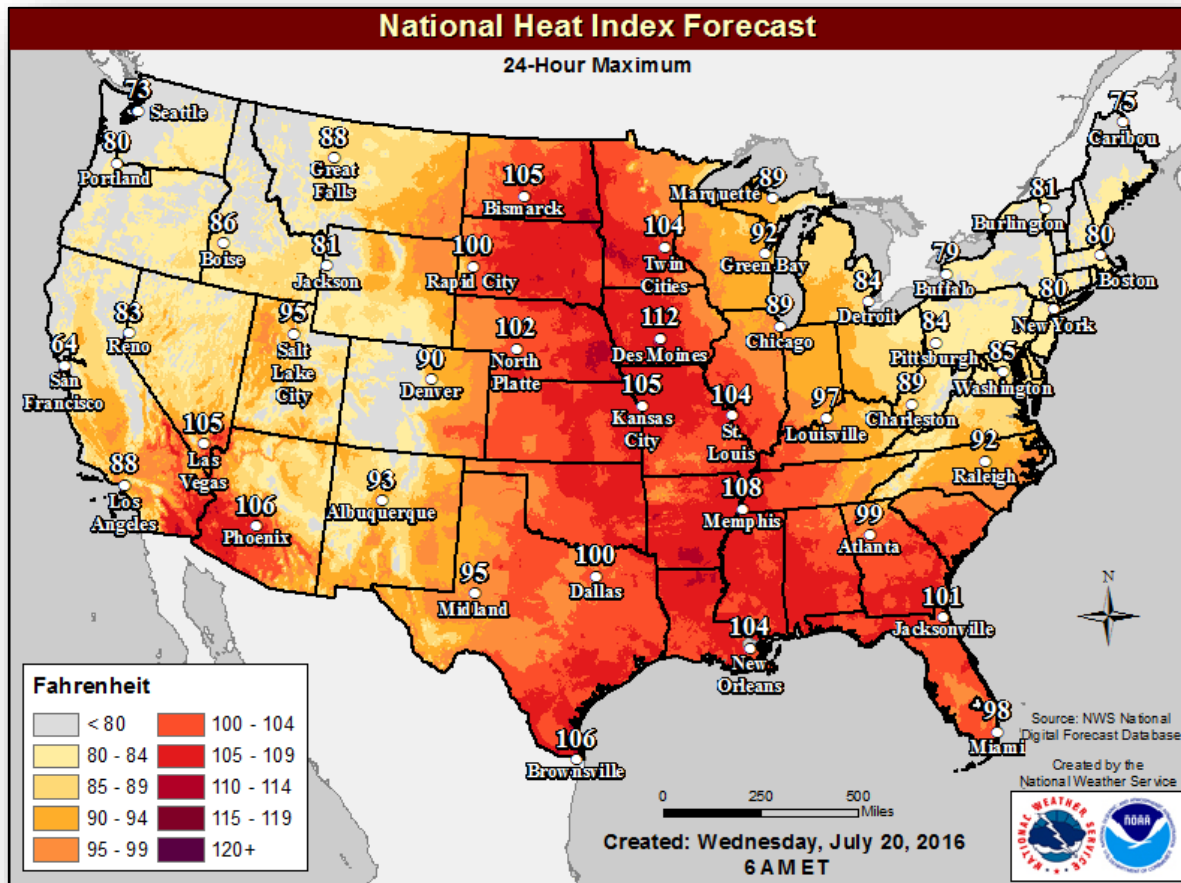 National Heat Index Forecast
24-Hour Maximum
73
Seattle
80
Portland
88
Great
Falls
105
Bismarck
89
Marquette
75
Caribou
81
Burlington
86
Boise
81
Jackson
100
Rapid City
104
Twin
Cities
92
Green Bay
84
Detroit
79
Buffalo
80
Boston
80
New York
64
San
Francisco
83
Reno
95
Salt
Lake
City
90
Denver
102
North
Platte
112
Des Moines
89
Chicago
84
Pittsburgh
85
Washington
105
Las
Vegas
105
Kansas
City
104
St.
Louis
97
Louisville
89
Charleston
92
Raleigh
88
Los
Angeles
106
Phoenix
93
Albuquerque
108
Memphis
99
Atlanta
95
Midland
100
Dallas
101
Jacksonville
104
New
Orleans
98
Miami
106
Brownsville
N
Fahrenheit
< 80
80 - 84
85 - 89
90 - 94
95 - 99
100 - 104
105 - 109
110 - 114
115 - 119
120+
0 250 500
Miles
Created: Wednesday, July 20, 2016
6 AM ET
Source: NWS National
Digital Forecast Database
Created by the
National Weather Service
NATIONAL WEATHER SERVICE
NOAA